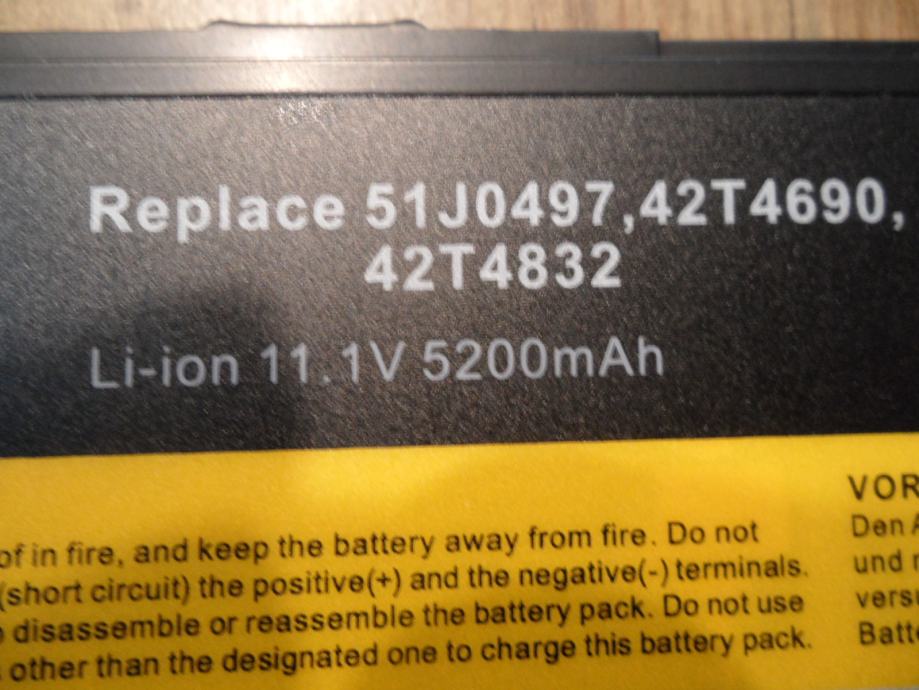 Replace 51J0497,42T4690,
42T4832
Li-ion 11.1V 5200mAh
of in fire, and keep the battery away from fire. Do not
(short circuit) the positive(+) and the negative(-) terminals.
disassemble or reassemble the battery pack. Do not use
other than the designated one to charge this battery pack.
VOR
Den
und
versu
Batte